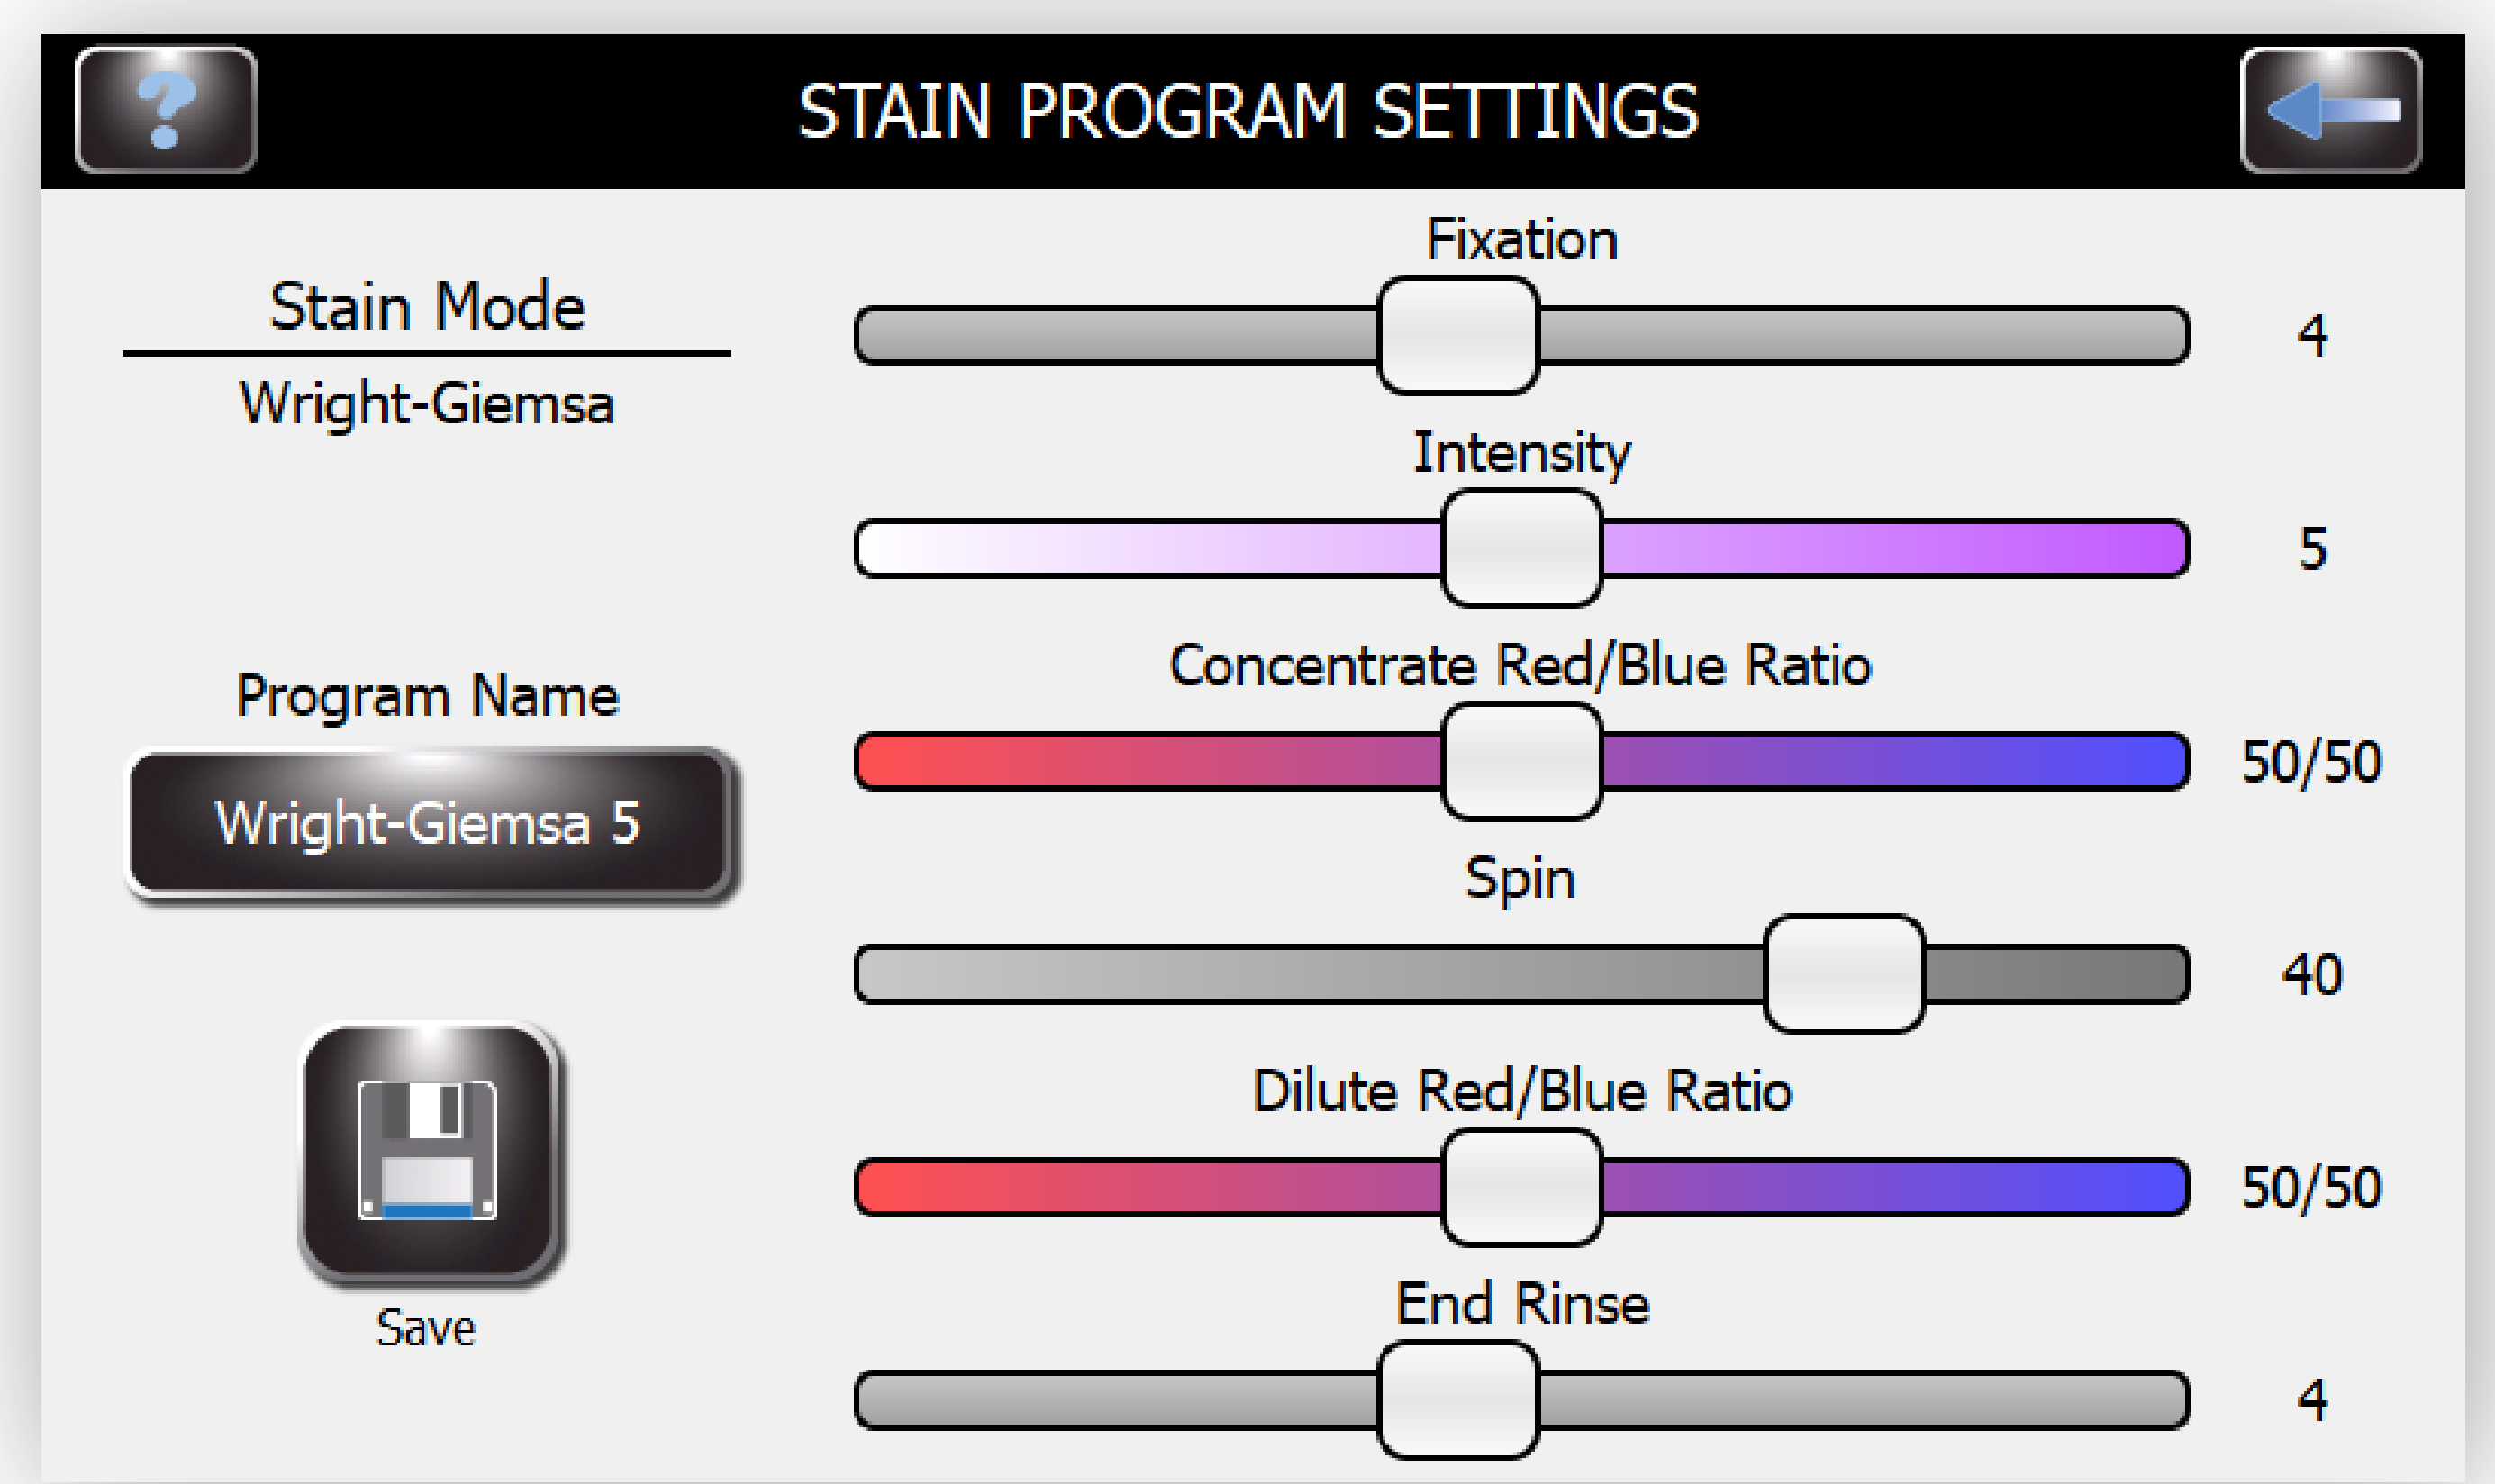 ?
STAIN PROGRAM SETTINGS
Stain Mode
Wright-Giemsa
Program Name
Wright-Giemsa 5
Save
Fixation
4
Intensity
5
Concentrate Red/Blue Ratio
50/50
Spin
40
Dilute Red/Blue Ratio
50/50
End Rinse
4